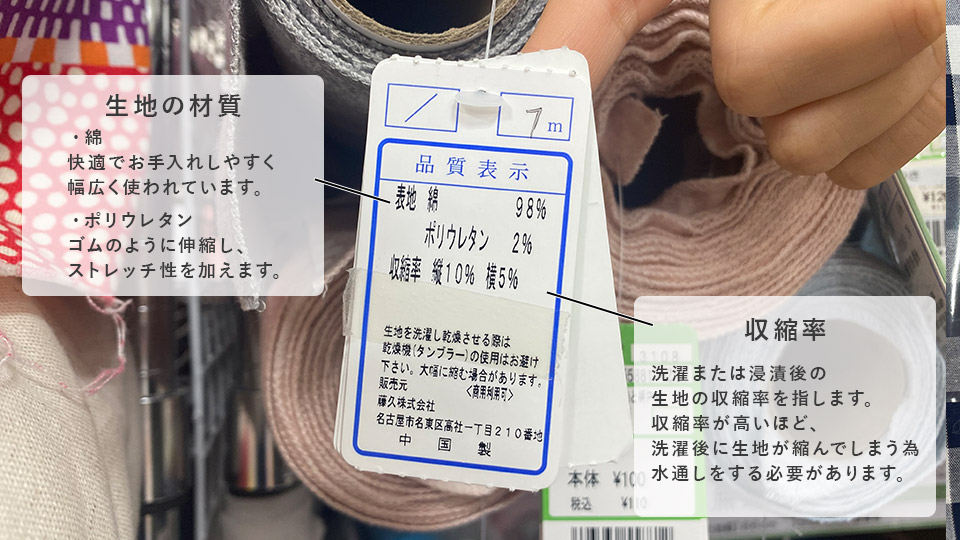 生地の材質
・綿
快適でお手入れしやすく
幅広く使われています。
・ポリウレタン
ゴムのように伸縮し、
ストレッチ性を加えます。
7m
品質表示
表地 綿 98%
ポリウレタン 2%
収縮率 縦10% 横5%
生地を洗濯し乾燥させる際は
乾燥機(タンブラー)の使用はお避け
下さい。大幅に縮む場合があります。
販売元 <商用利用可>
藤久株式会社
名古屋市名東区高社一丁目210番地
中国製
収縮率
洗濯または浸漬後の
生地の収縮率を指します。
収縮率が高いほど、
洗濯後に生地が縮んでしまう為
水通しをする必要があります。
本体 ¥100
税込 ¥110